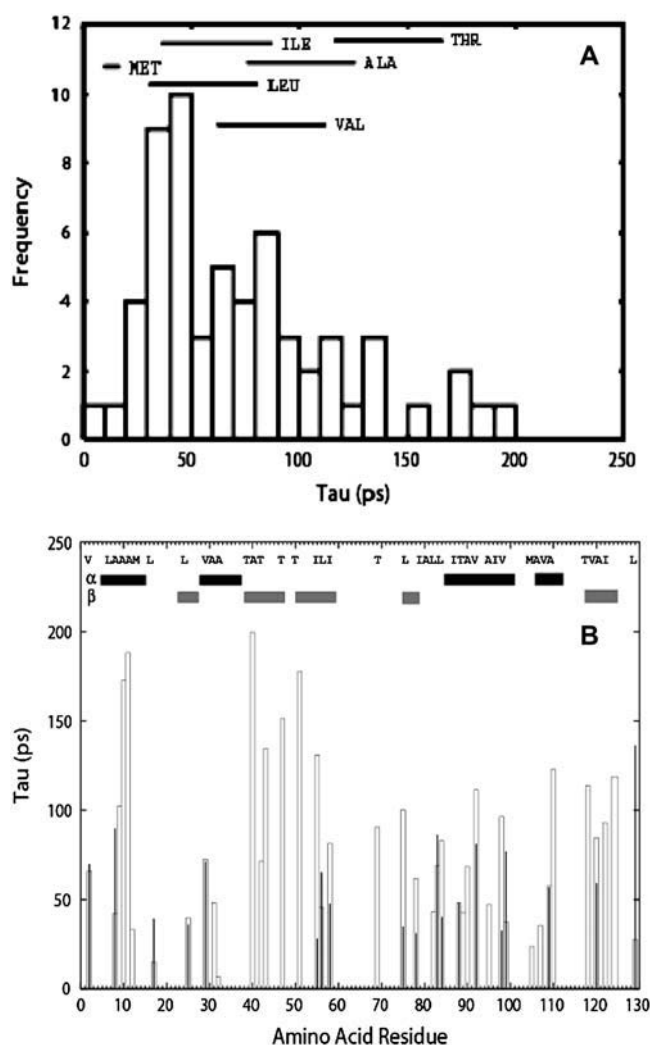 12
10
8
6
4
2
0
Frequency
ILE
THR
A
MET
ALA
LEU
VAL
0 50 100 150 200 250
Tau (ps)
250
200
150
100
50
0
Tau (ps)
V LAAAM L L VAA TAT T T ILI T L IALL ITAV AIV MAVA TVAI L
α
β
B
0 10 20 30 40 50 60 70 80 90 100 110 120 130
Amino Acid Residue